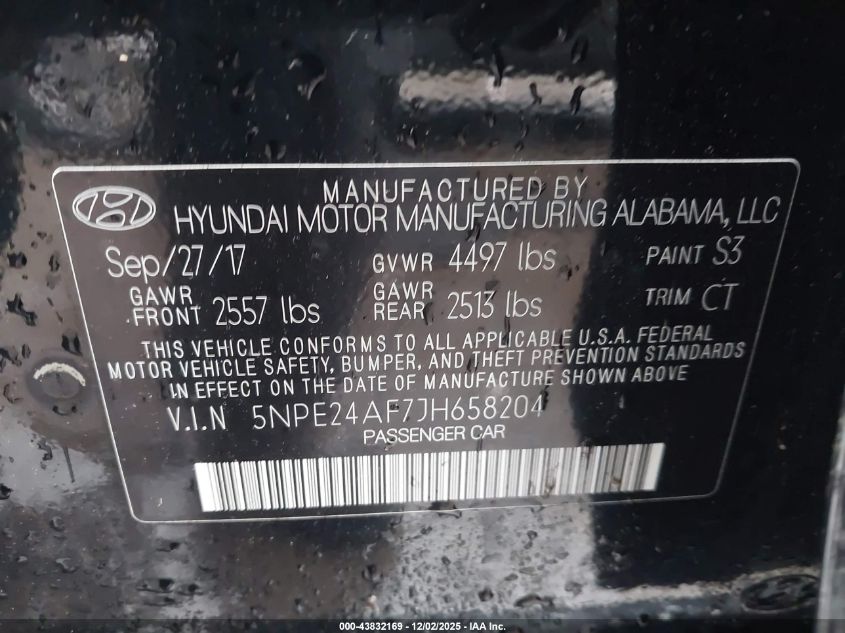 MANUFACTURED BY
HYUNDAI MOTOR MANUFACTURING ALABAMA, LLC
Sep/27/17 GVWR 4497 lbs PAINT S3
GAWR FRONT 2557 lbs GAWR REAR 2513 lbs TRIM CT
THIS VEHICLE CONFORMS TO ALL APPLICABLE U.S.A. FEDERAL
MOTOR VEHICLE SAFETY, BUMPER, AND THEFT PREVENTION STANDARDS
IN EFFECT ON THE DATE OF MANUFACTURE SHOWN ABOVE
V.I.N 5NPE24AF7JH658204
PASSENGER CAR
000-43832169 - 12/02/2025 - IAA Inc.